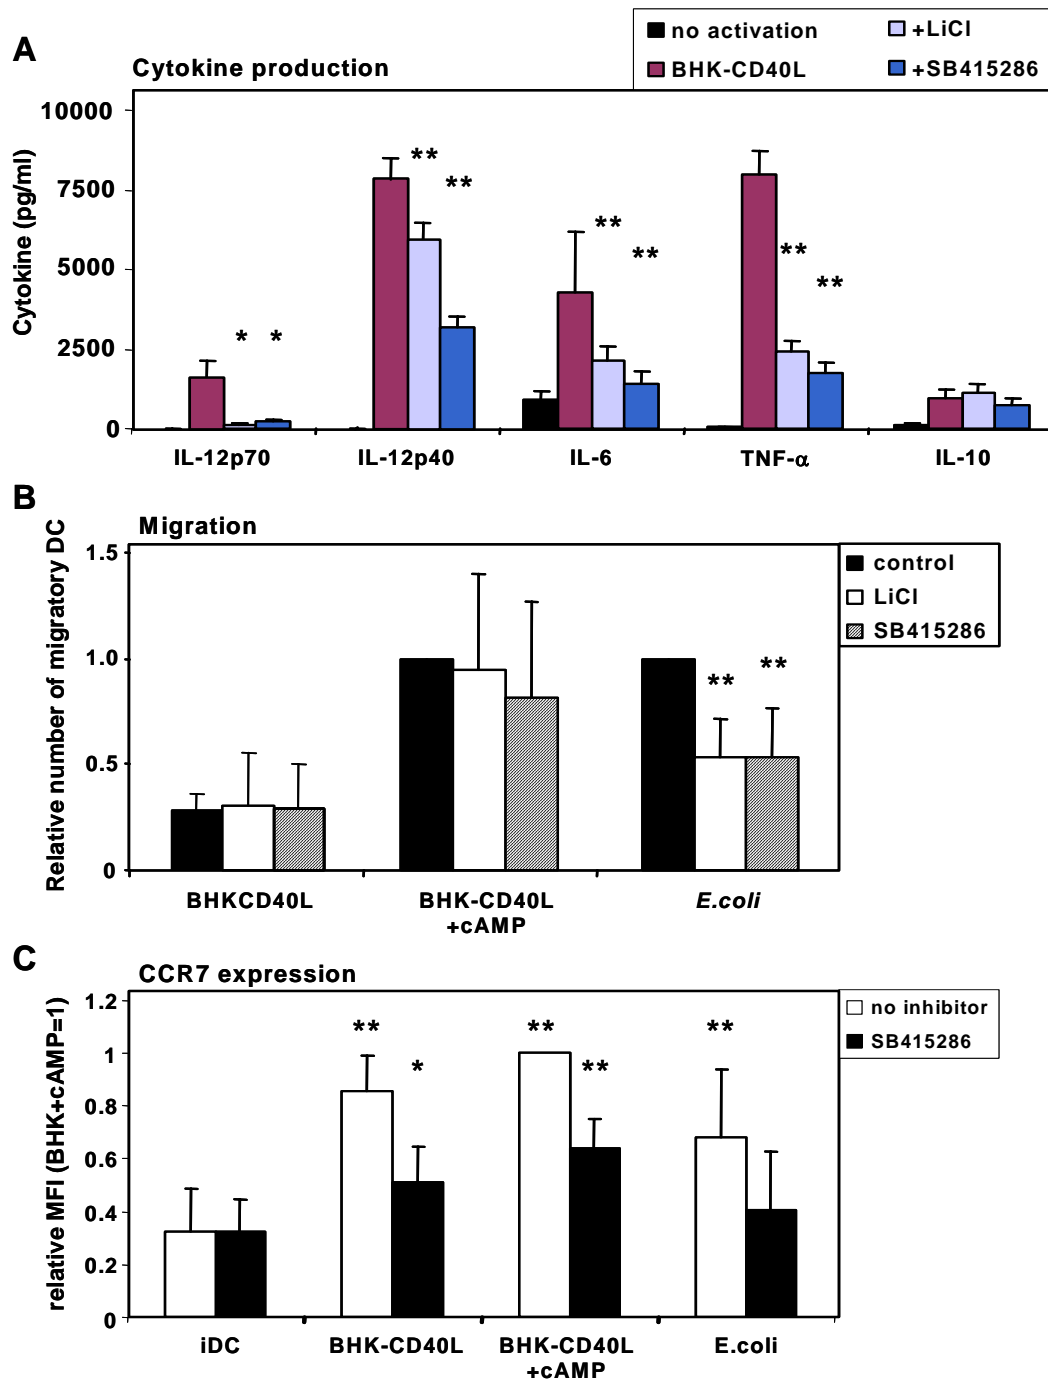 A
Cytokine production
no activation
+LiCl
BHK-CD40L
+SB415286
Cytokine (pg/ml)
10000
7500
5000
2500
0
* *
** **
** **
** **
IL-12p70 IL-12p40 IL-6 TNF-α IL-10
B
Migration
Relative number of migratory DC
1.5
1.0
0.5
0
control
LiCl
SB415286
** **
BHKCD40L BHK-CD40L +cAMP E.coli
C
CCR7 expression
relative MFI (BHK+cAMP=1)
1.2
1
0.8
0.6
0.4
0.2
0
no inhibitor
SB415286
** * ** ** **
iDC BHK-CD40L BHK-CD40L +cAMP E.coli